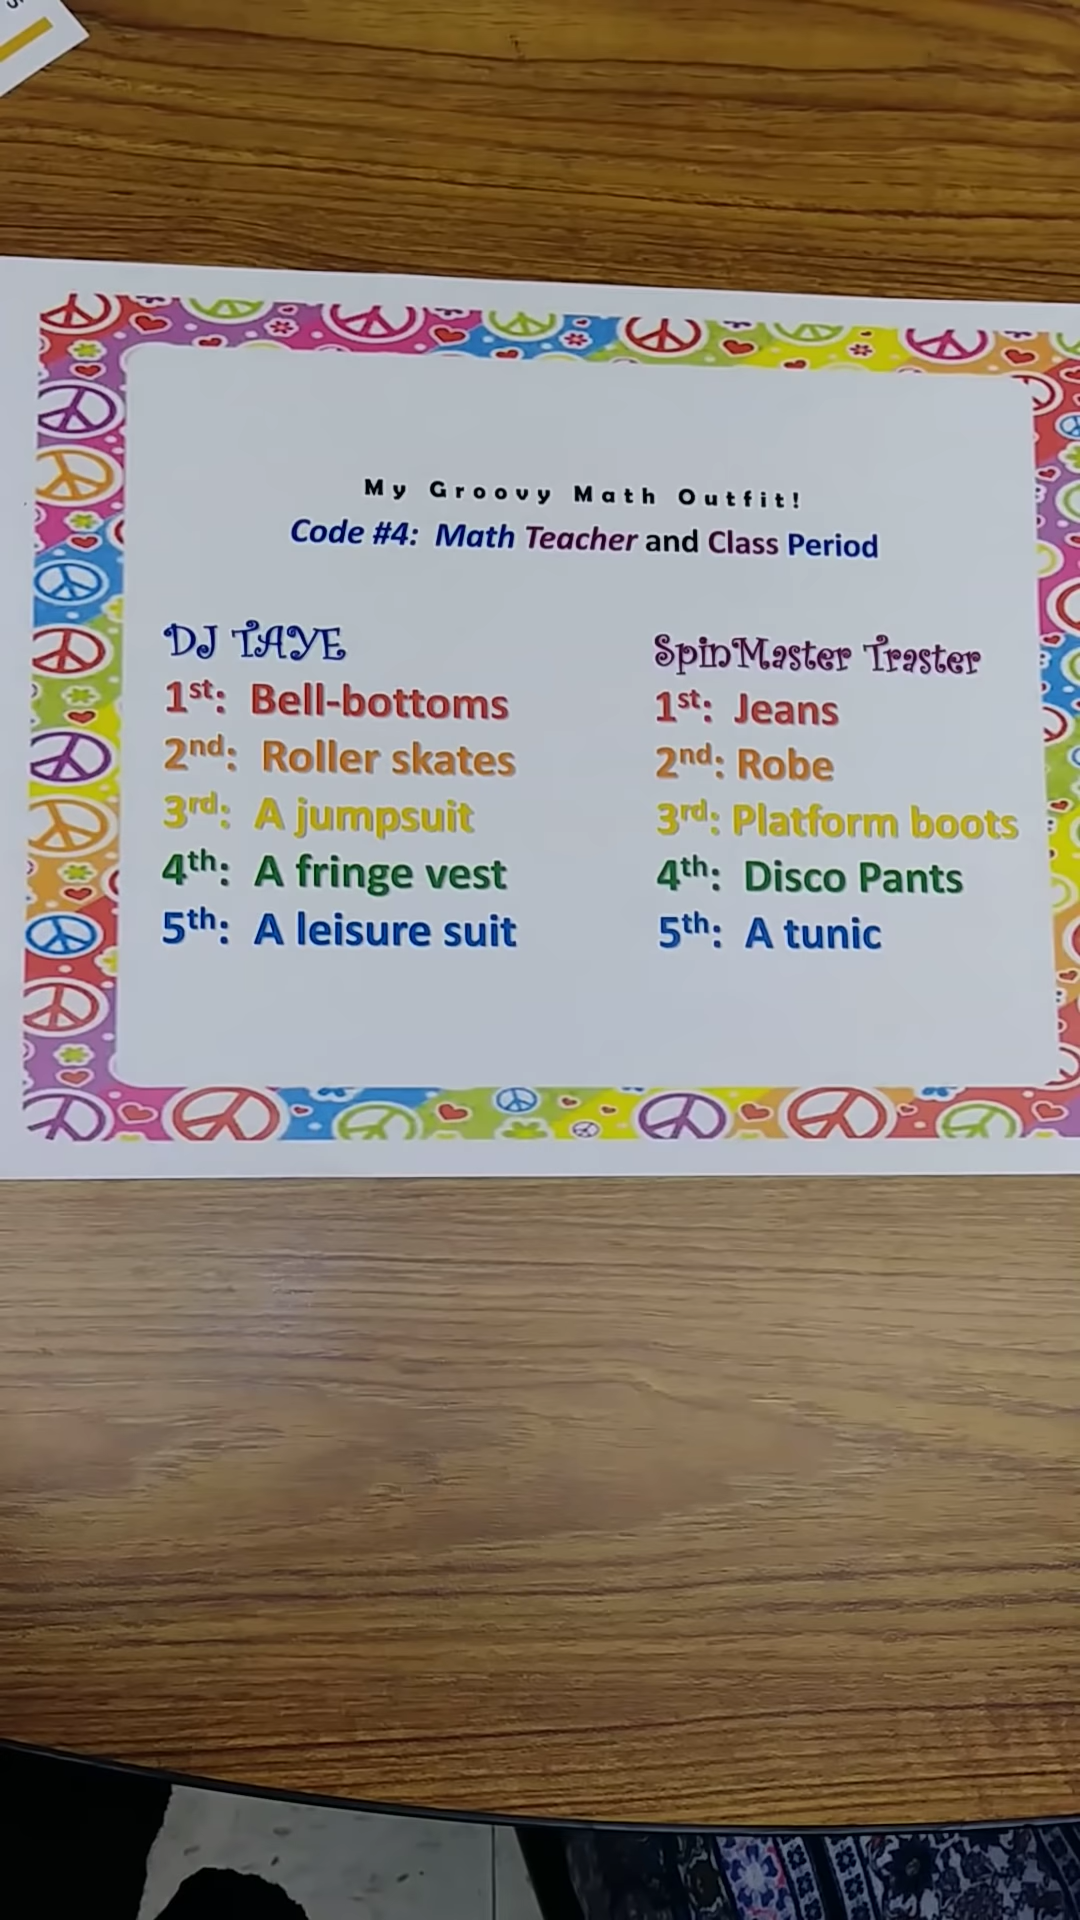 My Groovy Math Outfit!
Code #4: Math Teacher and Class Period
DJ TAYE
1st: Bell-bottoms
2nd: Roller skates
3rd: A jumpsuit
4th: A fringe vest
5th: A leisure suit
SpinMaster Traster
1st: Jeans
2nd: Robe
3rd: Platform boots
4th: Disco Pants
5th: A tunic